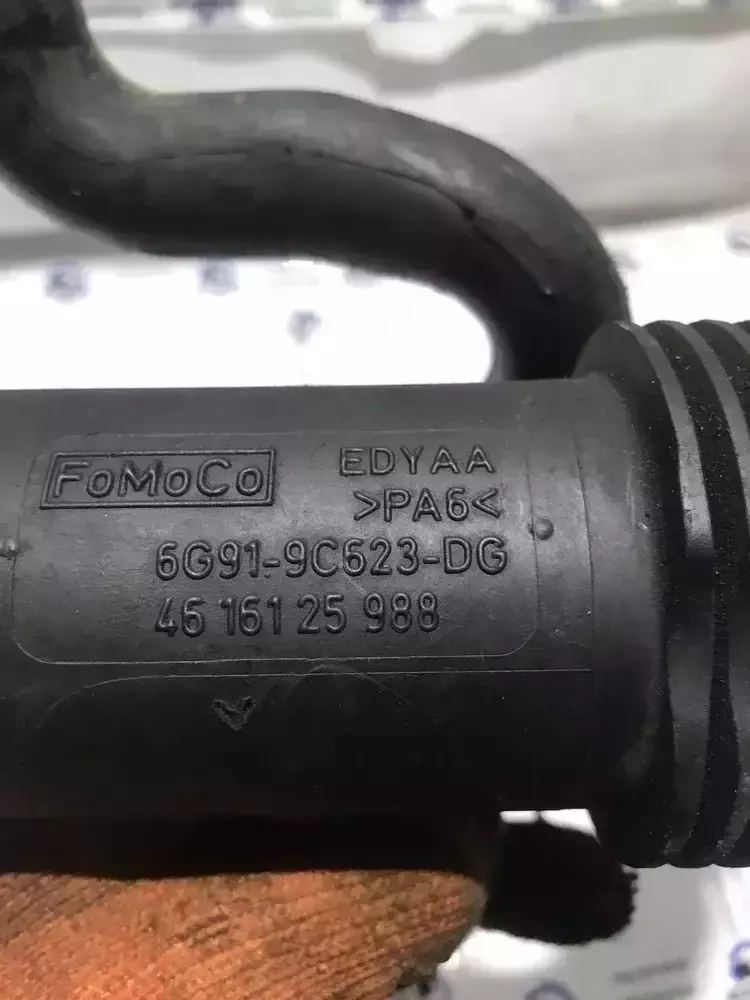 FoMoCo
EDYAA
>PA6<
6G91-9C623-DG
46 161 25 988